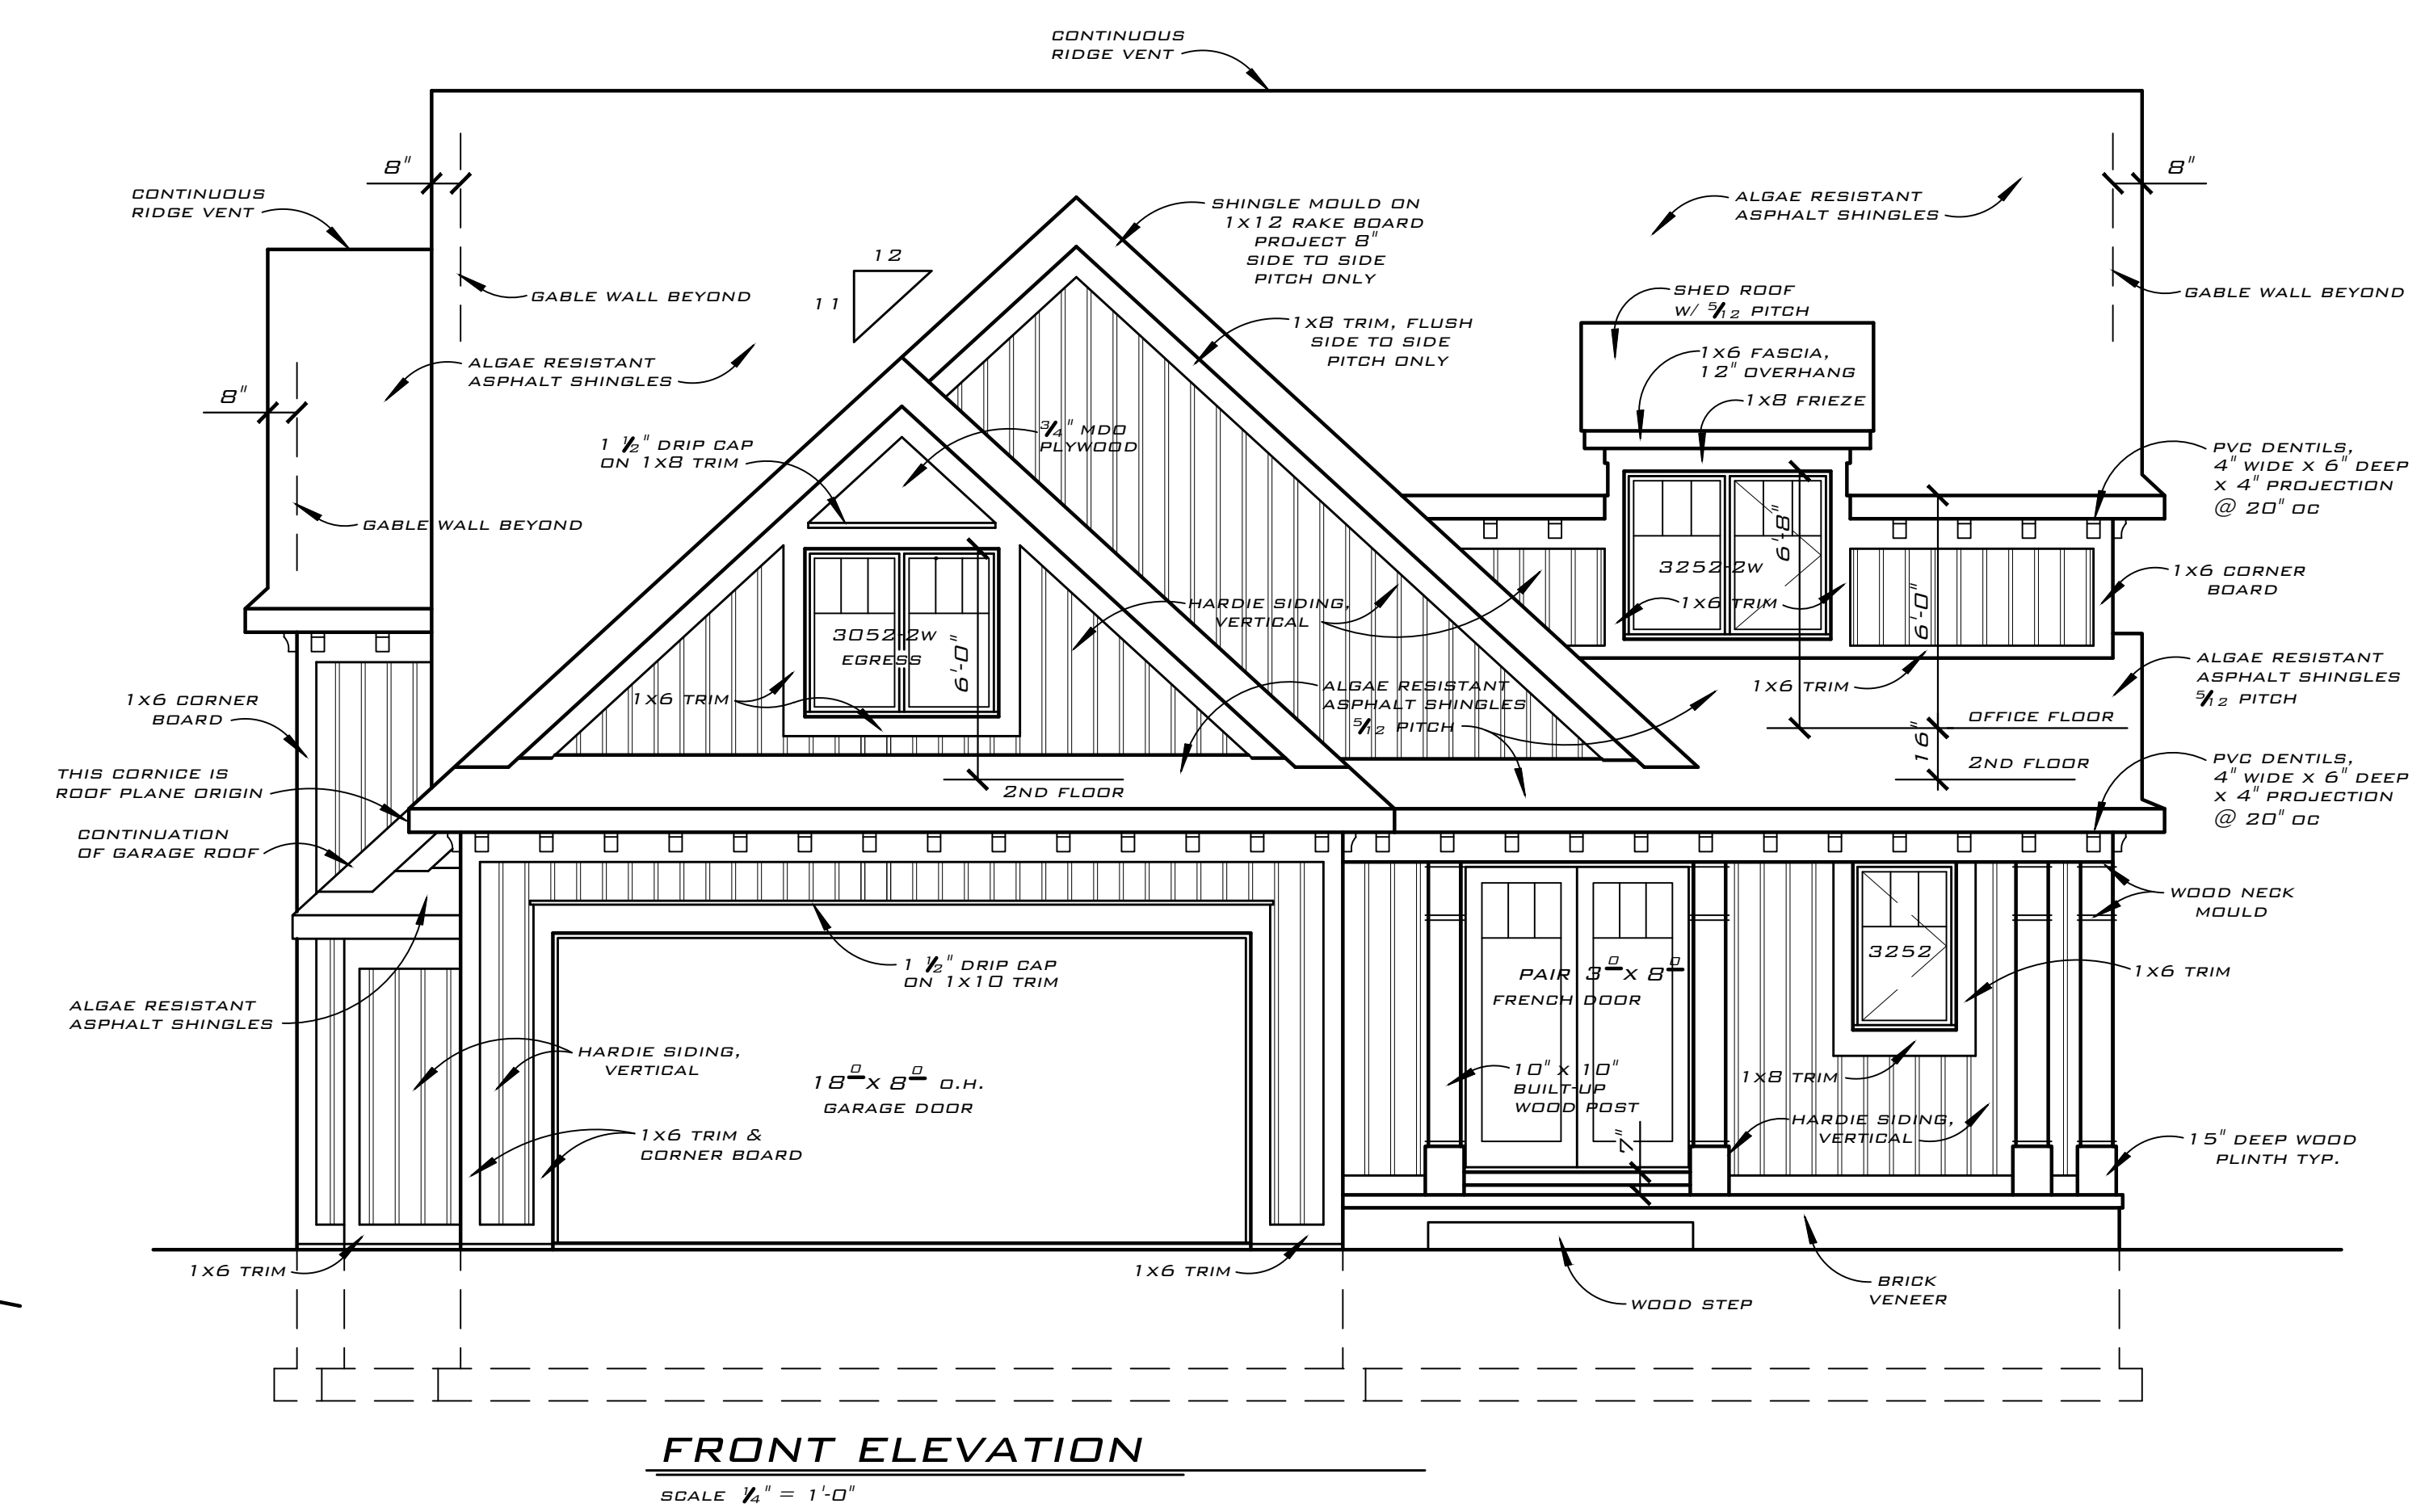 CONTINUOUS
RIDGE VENT
8"
8"
CONTINUOUS
RIDGE VENT
SHINGLE MOULD ON
1X12 RAKE BOARD
PROJECT 8"
SIDE TO SIDE
PITCH ONLY
ALGAE RESISTANT
ASPHALT SHINGLES
12
11
GABLE WALL BEYOND
GABLE WALL BEYOND
SHED ROOF
W/ 5/12 PITCH
1X8 TRIM, FLUSH
SIDE TO SIDE
PITCH ONLY
1X6 FASCIA,
12" OVERHANG
1X8 FRIEZE
ALGAE RESISTANT
ASPHALT SHINGLES
8"
1 1/2" DRIP CAP
ON 1X8 TRIM
3/4" MDO
PLYWOOD
PVC DENTILS,
4" WIDE X 6" DEEP
X 4" PROJECTION
@ 20" OC
GABLE WALL BEYOND
6'-8"
3252-2W
1X6 TRIM
6'-0"
1X6 CORNER
BOARD
HARDIE SIDING,
VERTICAL
3052-2W
EGRESS
6'-0"
1X6 TRIM
ALGAE RESISTANT
ASPHALT SHINGLES
5/12 PITCH
1X6 TRIM
ALGAE RESISTANT
ASPHALT SHINGLES
5/12 PITCH
1X6 CORNER
BOARD
OFFICE FLOOR
16"
2ND FLOOR
2ND FLOOR
THIS CORNICE IS
ROOF PLANE ORIGIN
PVC DENTILS,
4" WIDE X 6" DEEP
X 4" PROJECTION
@ 20" OC
CONTINUATION
OF GARAGE ROOF
WOOD NECK
MOULD
1 1/2" DRIP CAP
ON 1X10 TRIM
PAIR 3⁰ X 8⁰
FRENCH DOOR
3252
1X6 TRIM
ALGAE RESISTANT
ASPHALT SHINGLES
HARDIE SIDING,
VERTICAL
18⁰ X 8⁰ O.H.
GARAGE DOOR
10" X 10"
BUILT-UP
WOOD POST
1X8 TRIM
7"
HARDIE SIDING,
VERTICAL
1X6 TRIM &
CORNER BOARD
15" DEEP WOOD
PLINTH TYP.
1X6 TRIM
1X6 TRIM
BRICK
VENEER
WOOD STEP
FRONT ELEVATION
SCALE 1/4" = 1'-0"